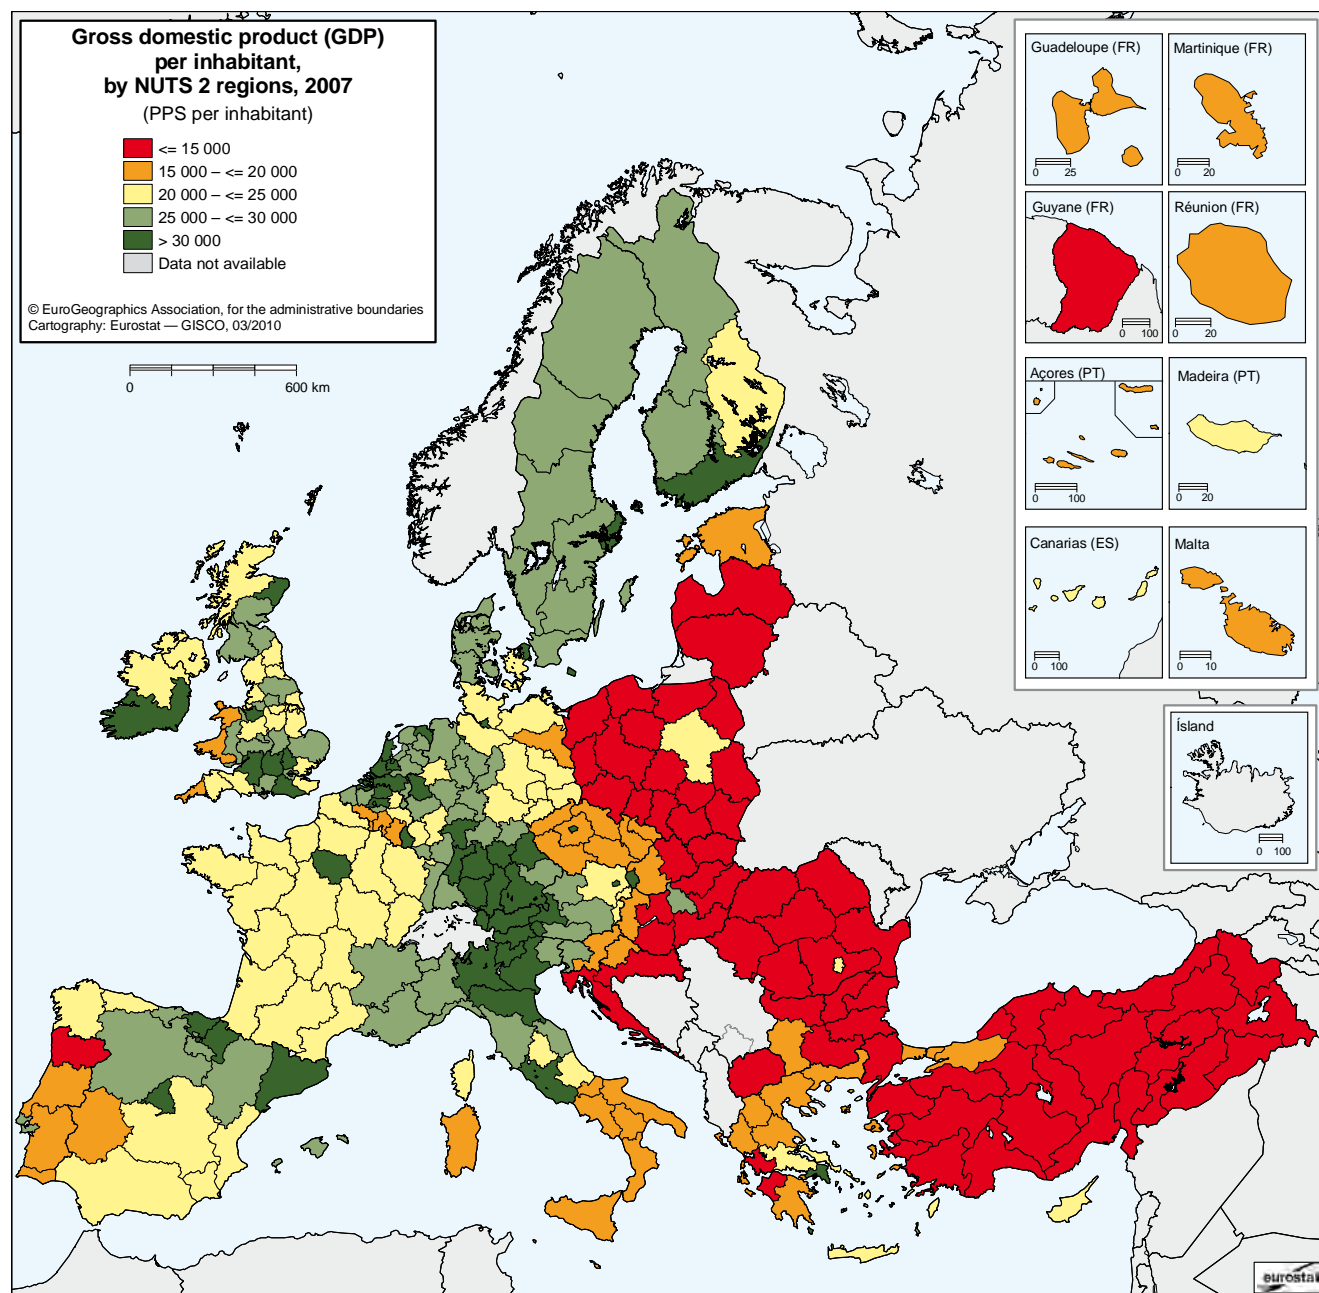 Gross domestic product (GDP)
per inhabitant,
by NUTS 2 regions, 2007
(PPS per inhabitant)
<= 15 000
15 000 – <= 20 000
20 000 – <= 25 000
25 000 – <= 30 000
> 30 000
Data not available
© EuroGeographics Association, for the administrative boundaries
Cartography: Eurostat — GISCO, 03/2010
0 600 km
Guadeloupe (FR)
0 25
Martinique (FR)
0 20
Guyane (FR)
0 100
Réunion (FR)
0 20
Açores (PT)
0 100
Madeira (PT)
0 20
Canarias (ES)
0 100
Malta
0 10
Ísland
0 100